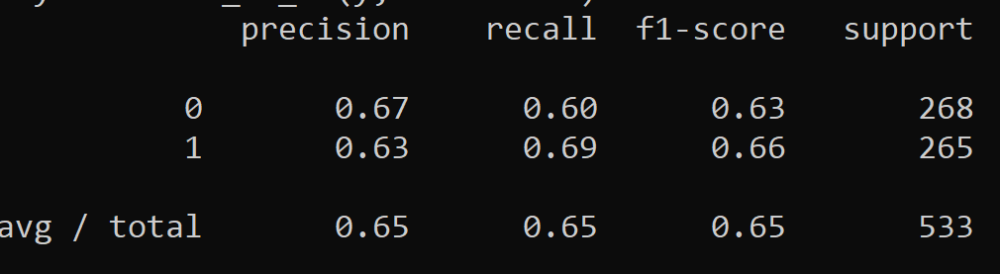 precision recall f1-score support
0 0.67 0.60 0.63 268
1 0.63 0.69 0.66 265
avg / total 0.65 0.65 0.65 533